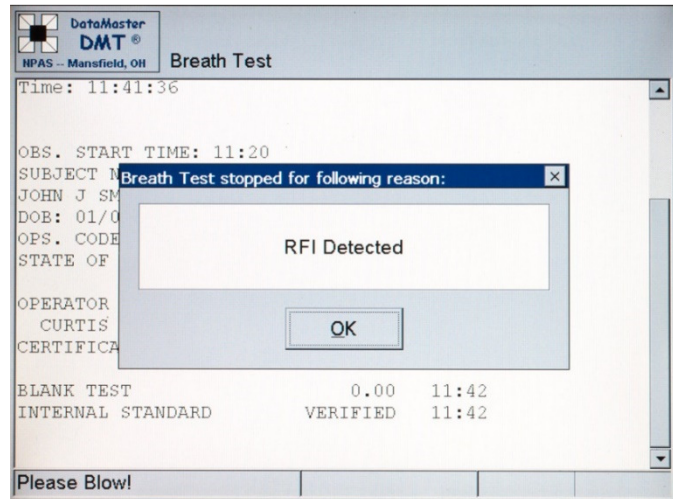 DataMaster
DMT ®
NPAS -- Mansfield, OH
Breath Test
Time: 11:41:36
OBS. START TIME: 11:20
SUBJECT N
JOHN J SM
DOB: 01/0
OPS. CODE
STATE OF
OPERATOR
CURTIS
CERTIFICA
Breath Test stopped for following reason:
RFI Detected
OK
BLANK TEST 0.00 11:42
INTERNAL STANDARD VERIFIED 11:42
Please Blow!